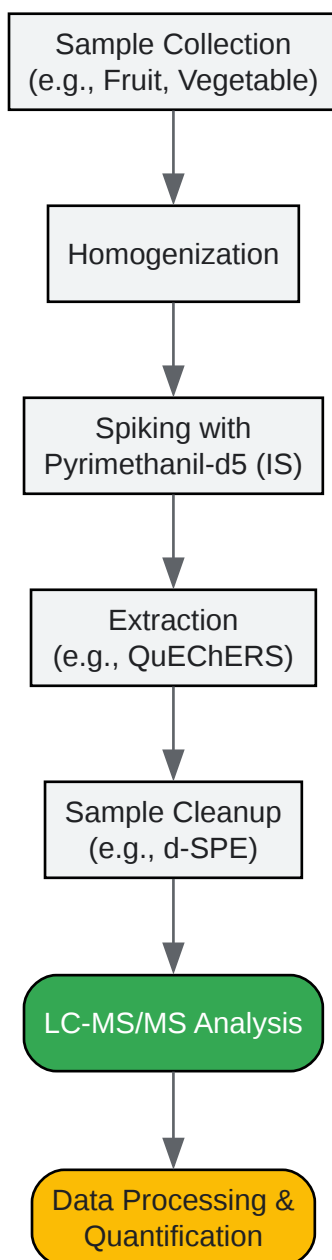 Sample Collection
(e.g., Fruit, Vegetable)
Homogenization
Spiking with
Pyrimethanil-d5 (IS)
Extraction
(e.g., QuEChERS)
Sample Cleanup
(e.g., d-SPE)
LC-MS/MS Analysis
Data Processing &
Quantification